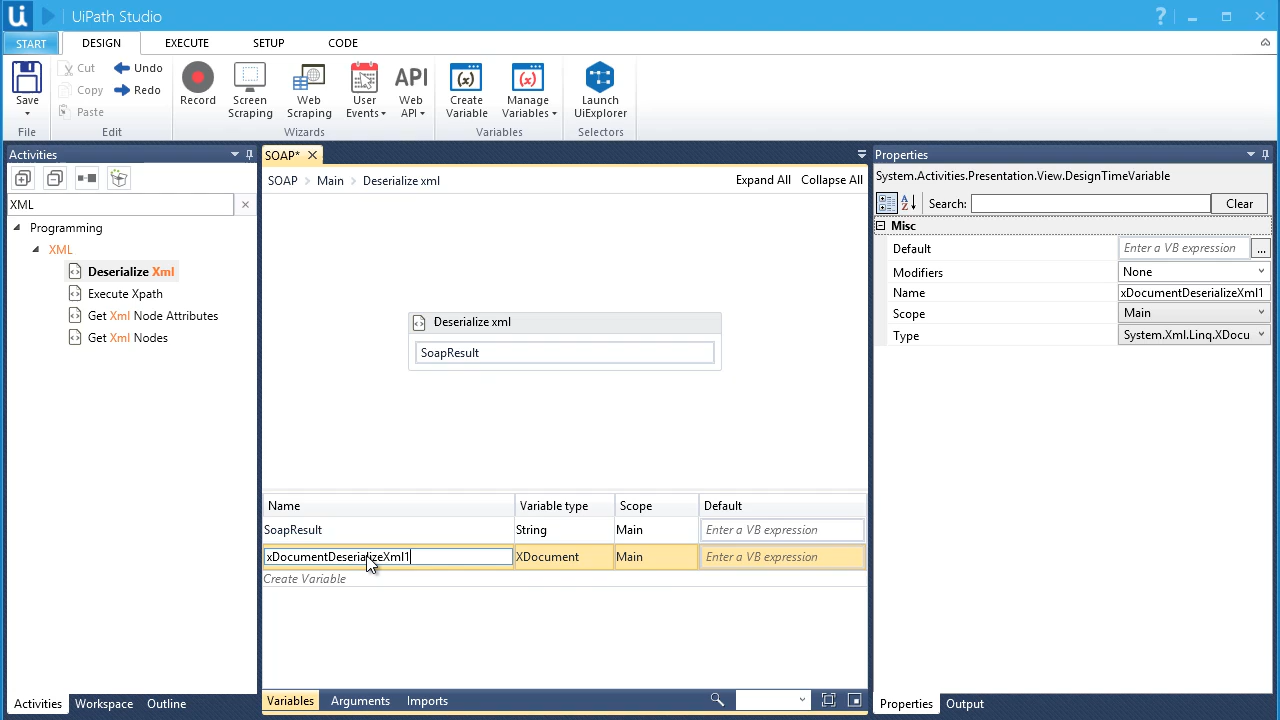 UiPath Studio
START DESIGN EXECUTE SETUP CODE
Save
File
Cut
Copy
Paste
Undo
Redo
Edit
Record
Screen Scraping
Web Scraping
User Events
API
Web API
Wizards
Create Variable
Manage Variables
Variables
Launch UiExplorer
Selectors
Activities
XML
Programming
XML
Deserialize Xml
Execute Xpath
Get Xml Node Attributes
Get Xml Nodes
Activities Workspace Outline
SOAP*
SOAP > Main > Deserialize xml
Expand All Collapse All
Deserialize xml
SoapResult
Name Variable type Scope Default
SoapResult String Main Enter a VB expression
xDocumentDeserializeXml1 XDocument Main Enter a VB expression
Create Variable
Variables Arguments Imports
Properties
System.Activities.Presentation.View.DesignTimeVariable
Search: Clear
Misc
Default Enter a VB expression ...
Modifiers None
Name xDocumentDeserializeXml1
Scope Main
Type System.Xml.Linq.XDocu
Properties Output